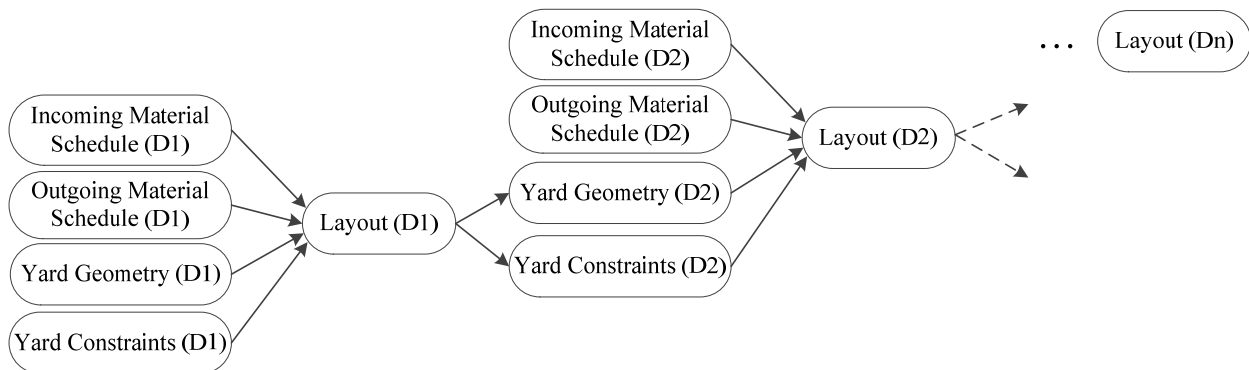 Incoming Material
Schedule (D1)
Outgoing Material
Schedule (D1)
Yard Geometry (D1)
Yard Constraints (D1)
Layout (D1)
Incoming Material
Schedule (D2)
Outgoing Material
Schedule (D2)
Yard Geometry (D2)
Yard Constraints (D2)
Layout (D2)
... Layout (Dn)